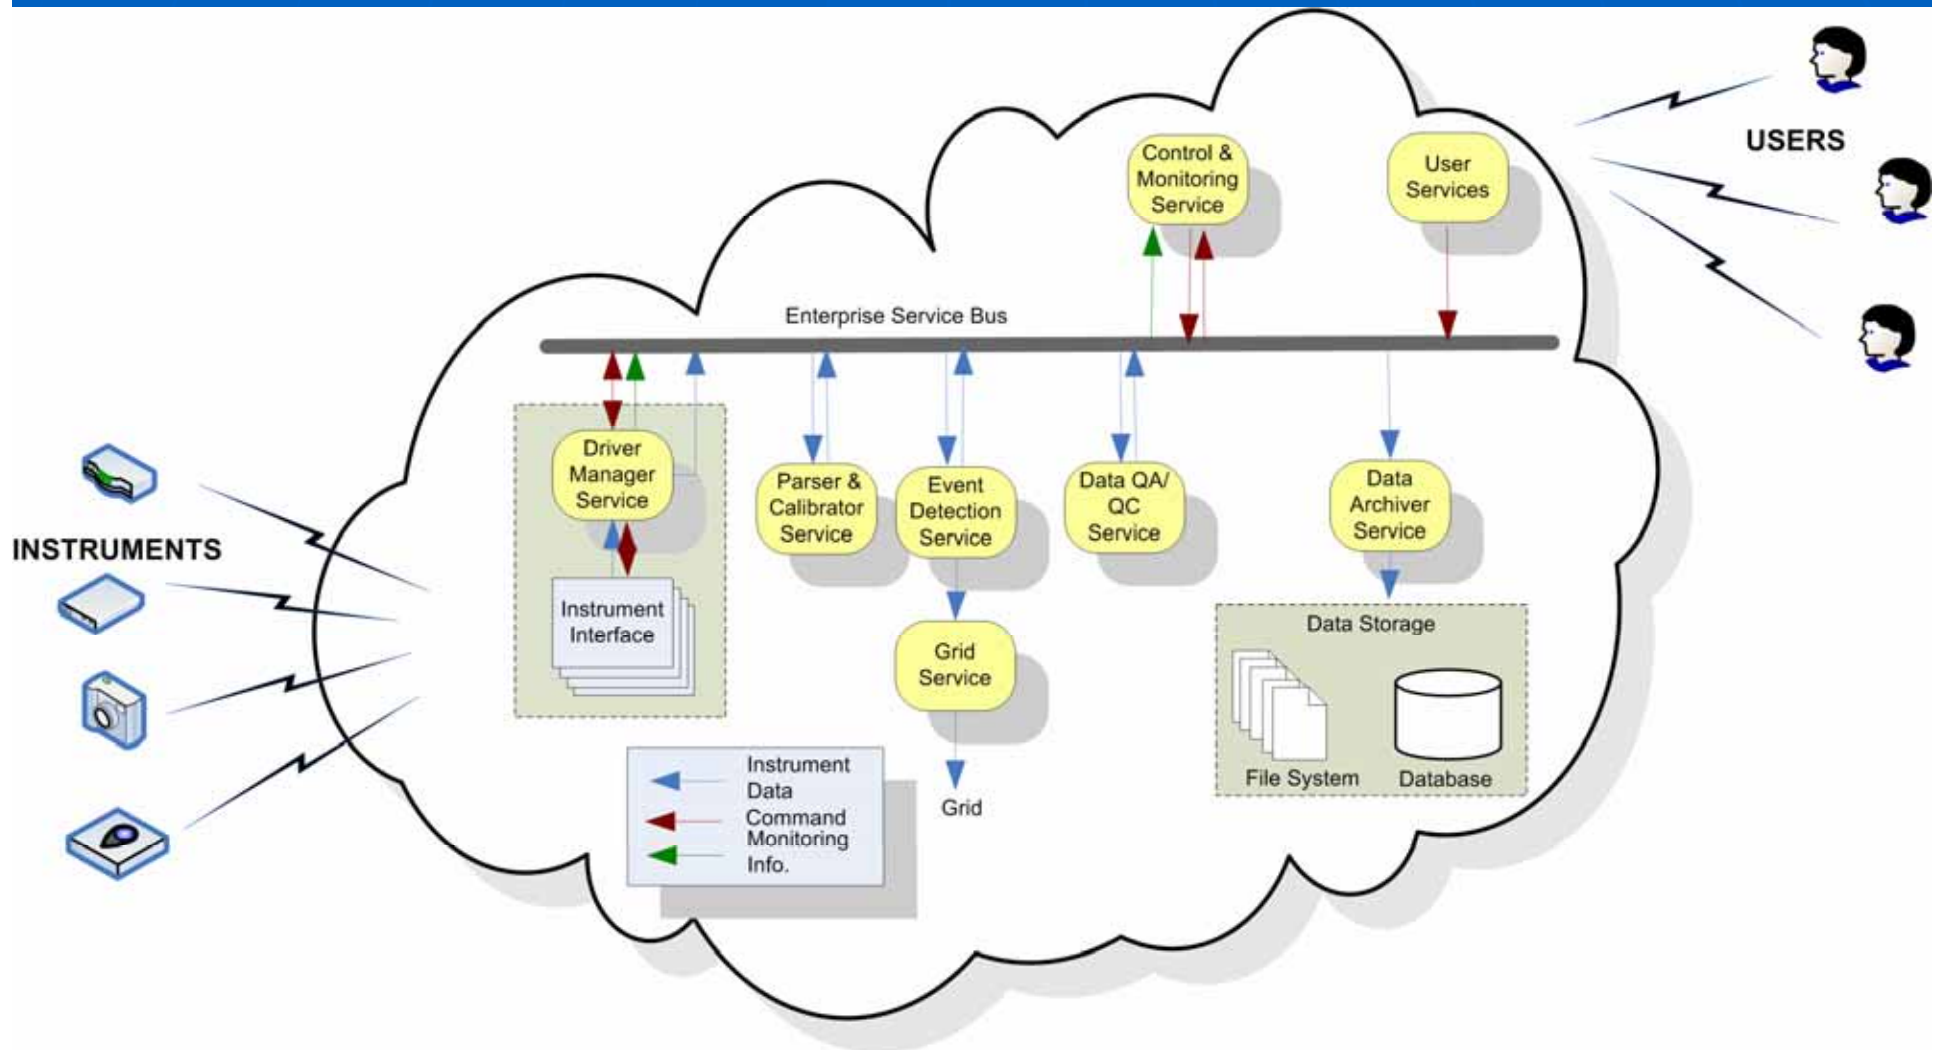 Control &
Monitoring
Service
User
Services
USERS
Enterprise Service Bus
Driver
Manager
Service
Parser &
Calibrator
Service
Event
Detection
Service
Data QA/
QC
Service
Data
Archiver
Service
INSTRUMENTS
Instrument
Interface
Grid
Service
Data Storage
File System
Database
Instrument
Data
Command
Monitoring
Info.
Grid